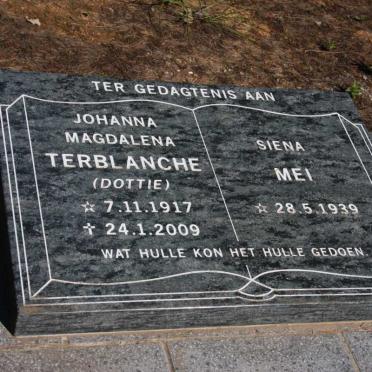 TER GEDAGTENIS AAN
JOHANNA
MAGDALENA
TERBLANCHE
(DOTTIE)
☆ 7.11.1917
✝ 24.1.2009
SIENA
MEI
☆ 28.5.1939
WAT HULLE KON HET HULLE GEDOEN.